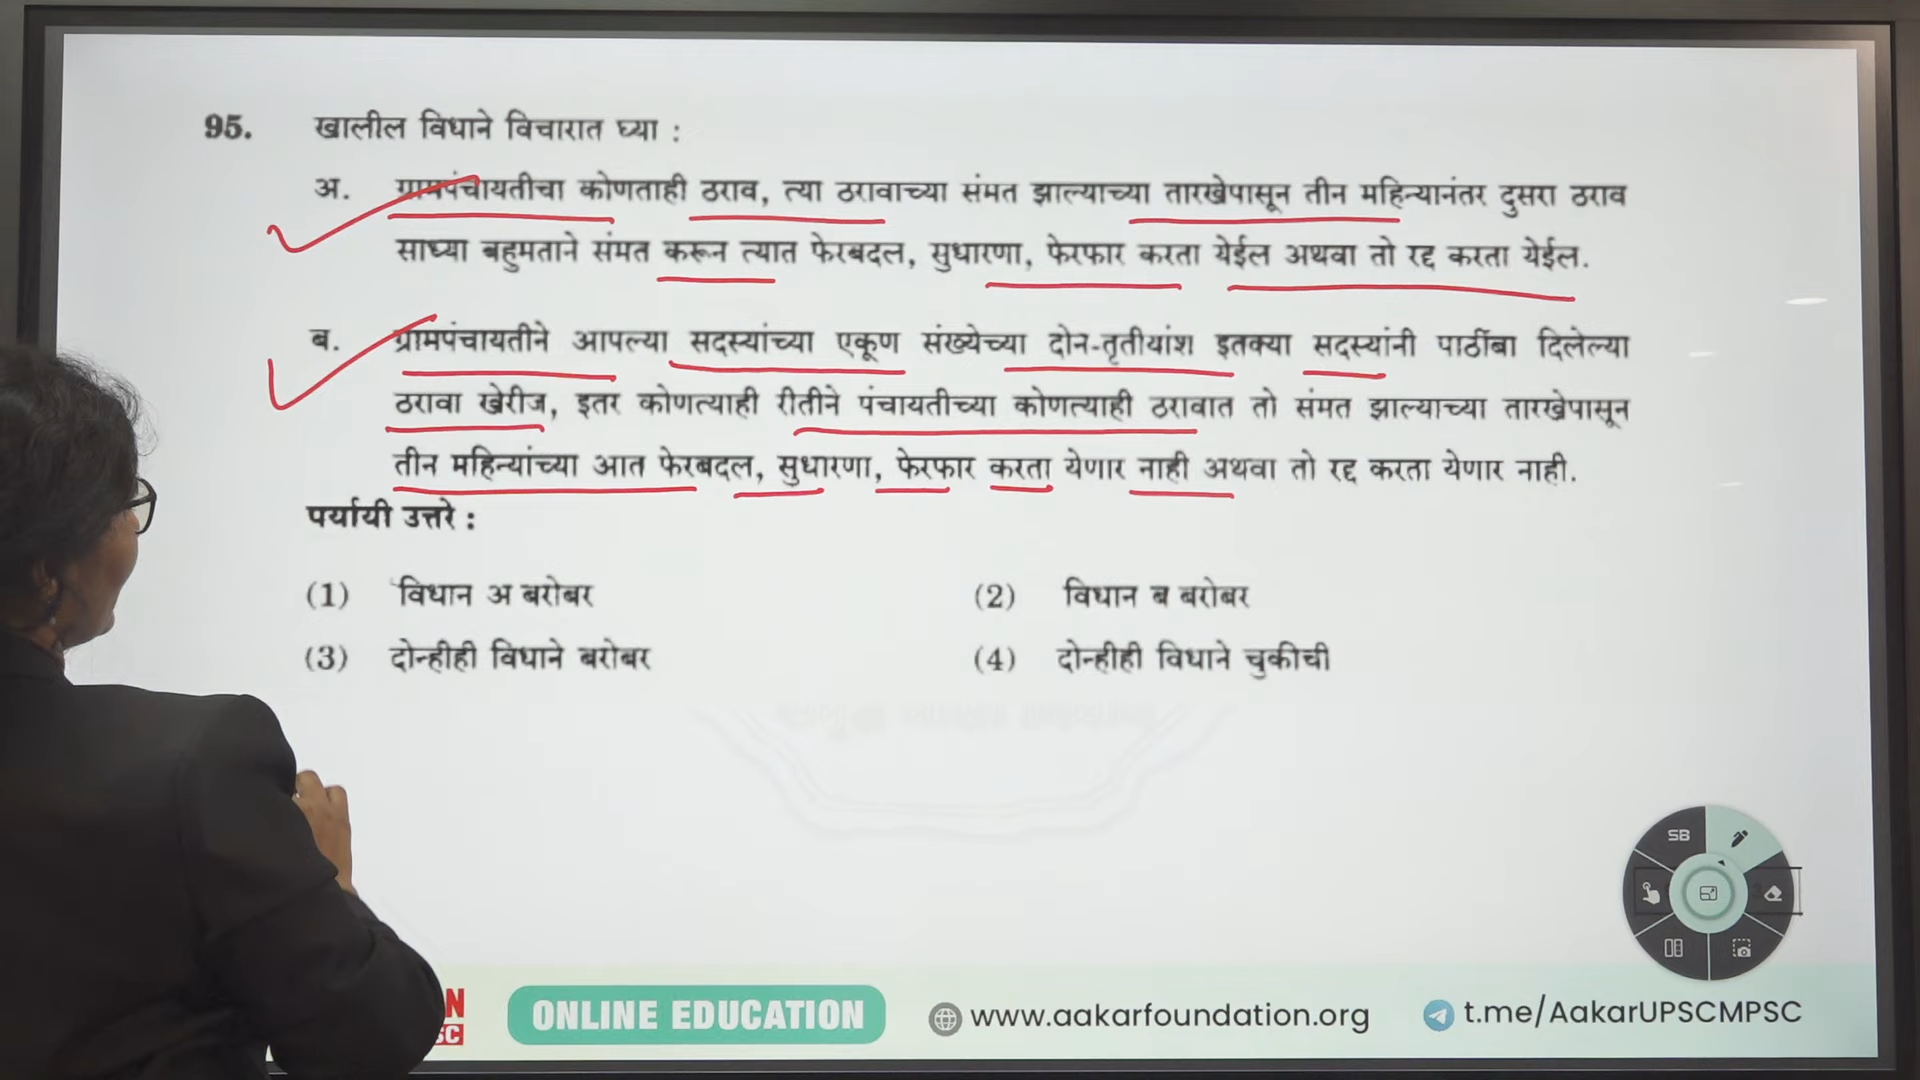 95. खालील विधाने विचारात घ्या :
अ. ग्रामपंचायतीचा कोणताही ठराव, त्या ठरावाच्या संमत झाल्याच्या तारखेपासून तीन महिन्यानंतर दुसरा ठराव
साध्या बहुमताने संमत करून त्यात फेरबदल, सुधारणा, फेरफार करता येईल अथवा तो रद्द करता येईल.
ब. ग्रामपंचायतीने आपल्या सदस्यांच्या एकूण संख्येच्या दोन-तृतीयांश इतक्या सदस्यांनी पाठींबा दिलेल्या
ठरावा खेरीज, इतर कोणत्याही रीतीने पंचायतीच्या कोणत्याही ठरावात तो संमत झाल्याच्या तारखेपासून
तीन महिन्यांच्या आत फेरबदल, सुधारणा, फेरफार करता येणार नाही अथवा तो रद्द करता येणार नाही.
पर्यायी उत्तरे :
(1) विधान अ बरोबर (2) विधान ब बरोबर
(3) दोन्हीही विधाने बरोबर (4) दोन्हीही विधाने चुकीची
SB
ONLINE EDUCATION www.aakarfoundation.org t.me/AakarUPSCMPSC